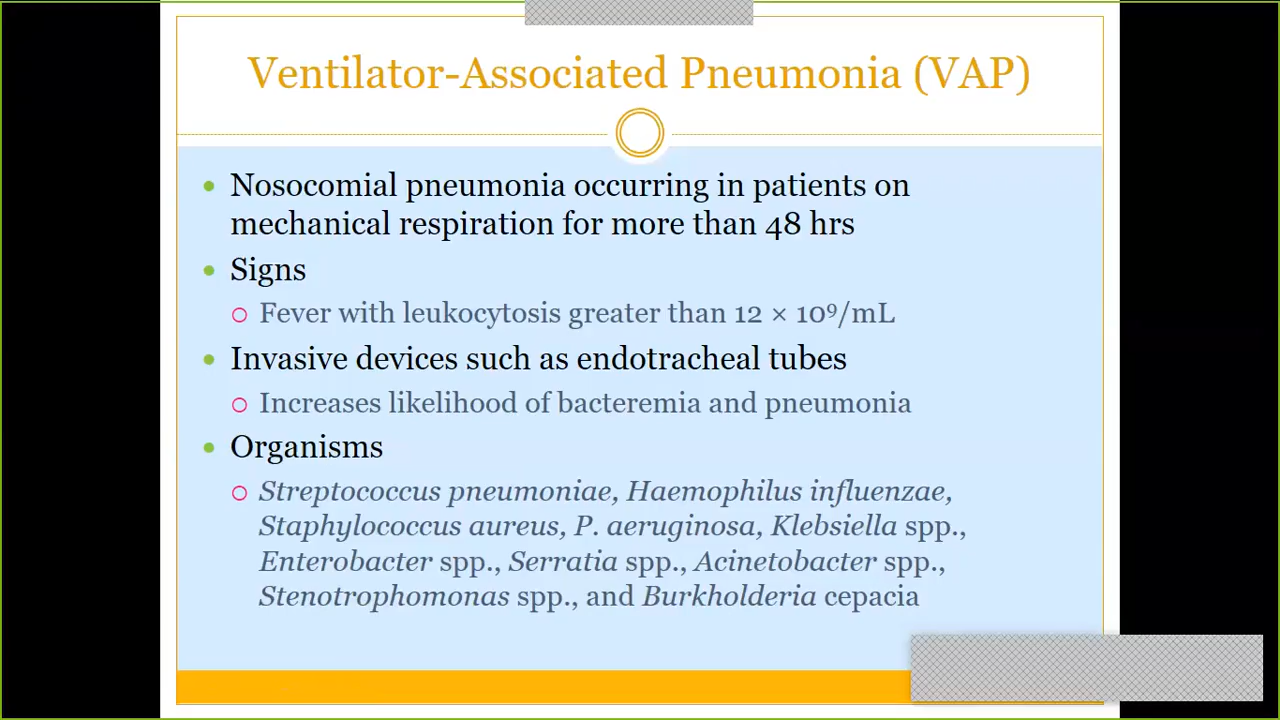 Ventilator-Associated Pneumonia (VAP)
Nosocomial pneumonia occurring in patients on
mechanical respiration for more than 48 hrs
Signs
Fever with leukocytosis greater than 12 × 10⁹/mL
Invasive devices such as endotracheal tubes
Increases likelihood of bacteremia and pneumonia
Organisms
Streptococcus pneumoniae, Haemophilus influenzae,
Staphylococcus aureus, P. aeruginosa, Klebsiella spp.,
Enterobacter spp., Serratia spp., Acinetobacter spp.,
Stenotrophomonas spp., and Burkholderia cepacia